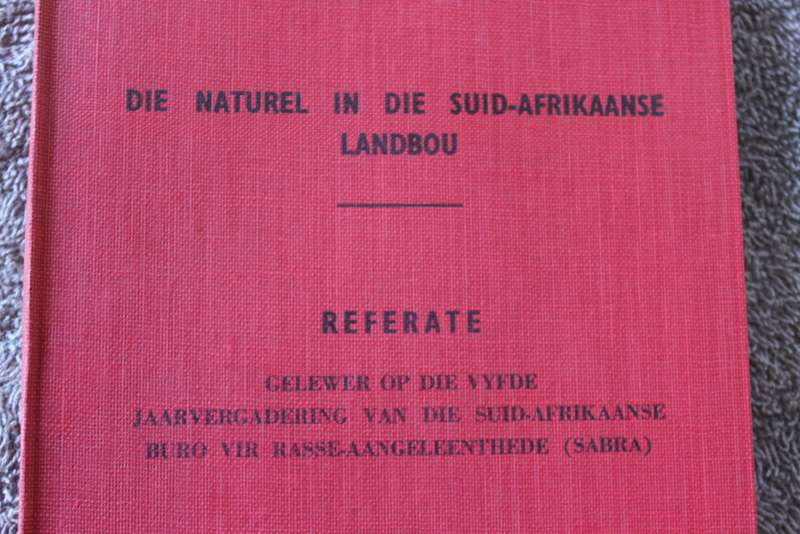 DIE NATUREL IN DIE SUID-AFRIKAANSE
LANDBOU
REFERATE
GELEWER OP DIE VYFDE
JAARVERGADERING VAN DIE SUID-AFRIKAANSE
BURO VIR RASSE-AANGELEENTHEDE (SABRA)